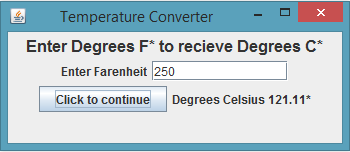 Temperature Converter
Enter Degrees F* to recieve Degrees C*
Enter Farenheit 250
Click to continue Degrees Celsius 121.11*